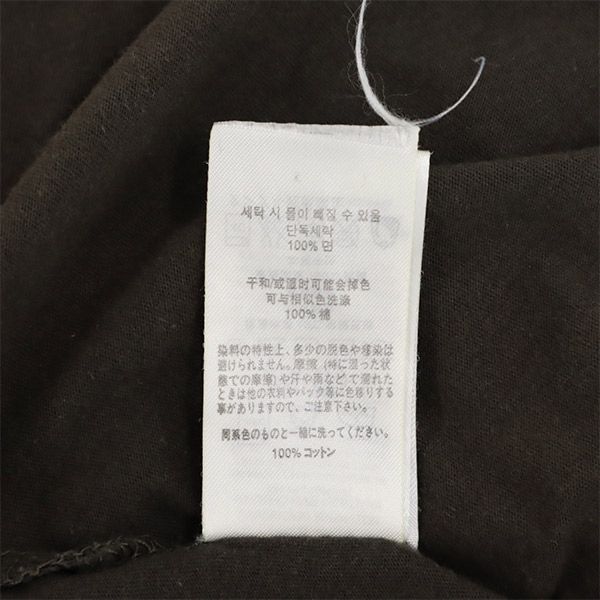 세탁 시 물이 빠질 수 있음
단독세탁
100% 면
干和/或湿时可能会掉色
可与相似色洗涤
100% 棉
染料の特性上、多少の脱色や移染は
避けられません。摩擦 (特に湿った状
態での摩擦) や汗や雨などで濡れた
ときは他の衣類やバック等に色移りする
事がありますので、ご注意下さい。
同系色のものと一緒に洗ってください。
100% コットン